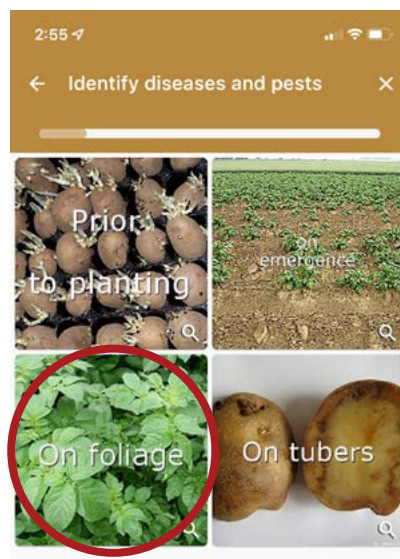 2:55
Identify diseases and pests
Prior
to planting
on
emergence
On foliage
On tubers